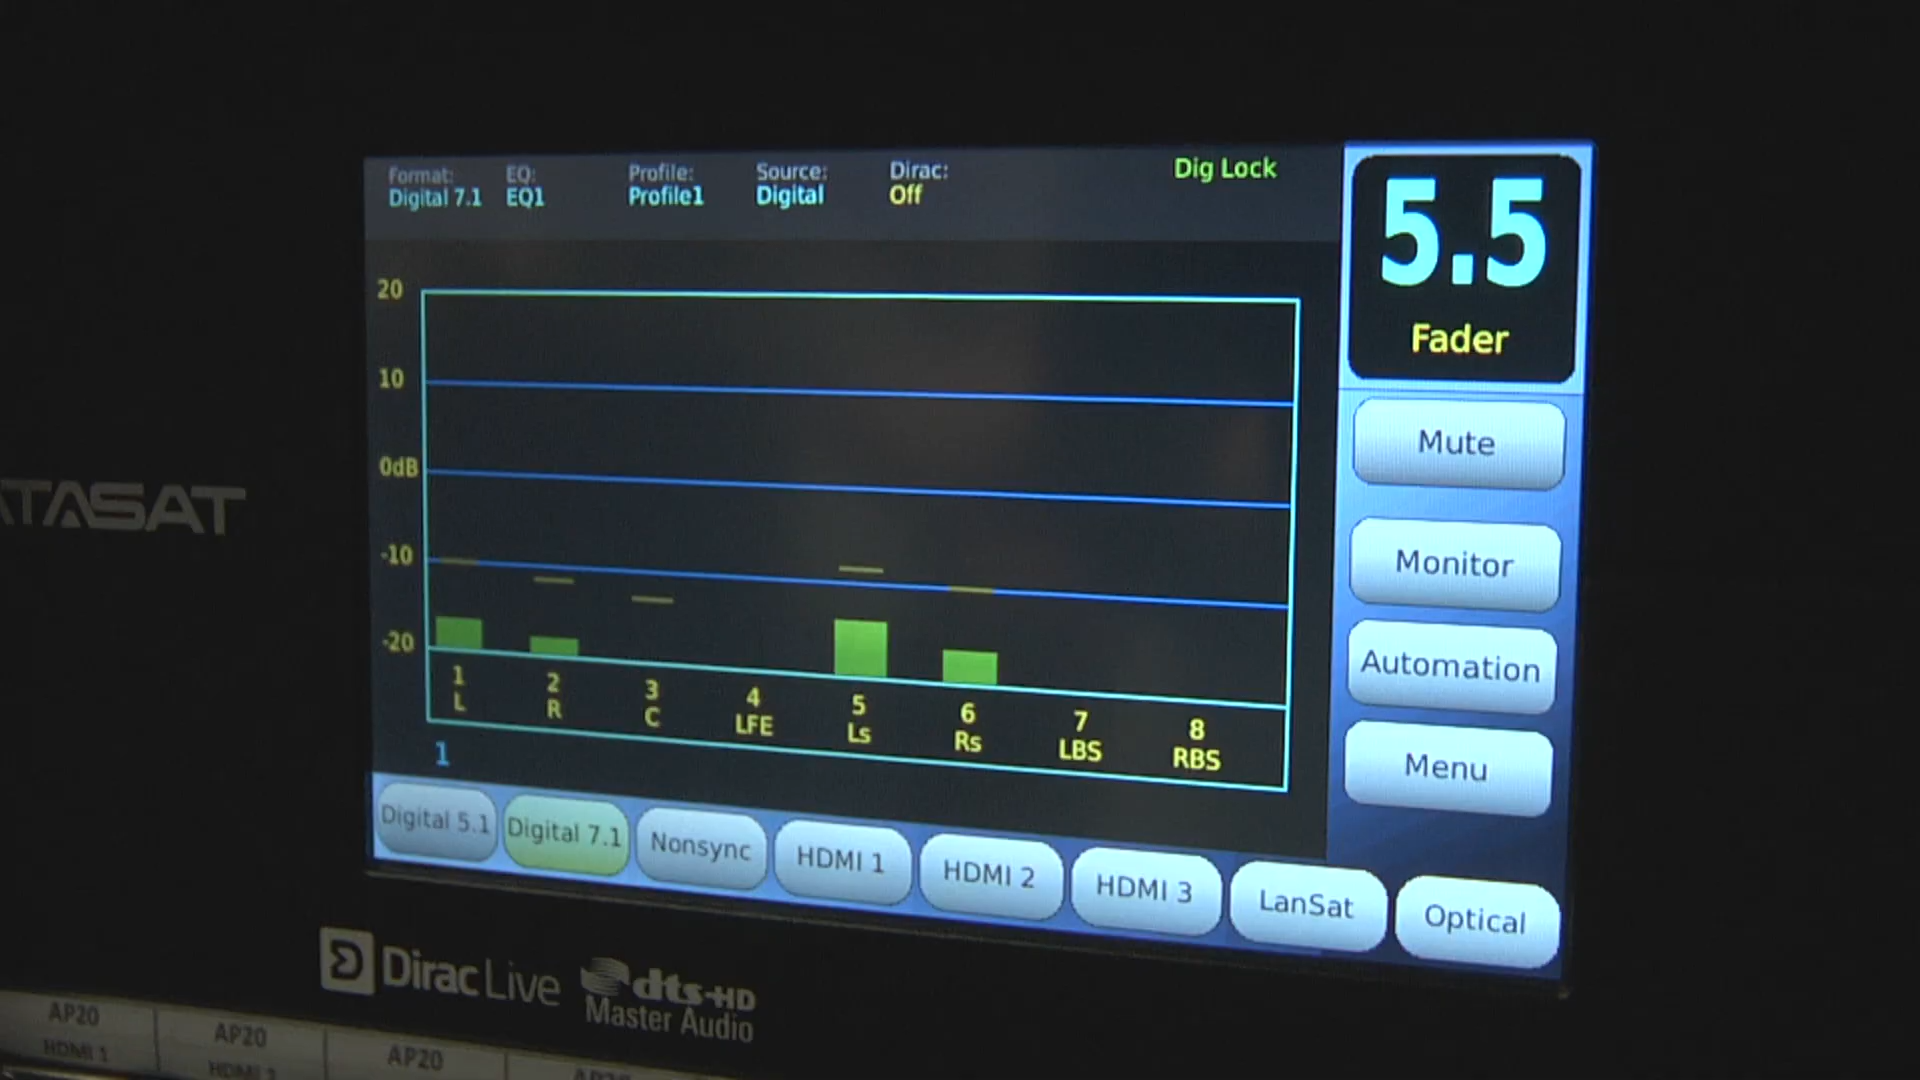 Format: EQ: Profile: Source: Dirac: Dig Lock
Digital 7.1 EQ1 Profile1 Digital Off
5.5
Fader
20
10
0dB
-10
-20
1 2 3 4 5 6 7 8
L R C LFE Ls Rs LBS RBS
1
Mute
Monitor
Automation
Menu
Digital 5.1 Digital 7.1 Nonsync HDMI 1 HDMI 2 HDMI 3 LanSat Optical
ATASAT
Dirac Live dts-HD
Master Audio
AP20 AP20 AP20
HDMI 1